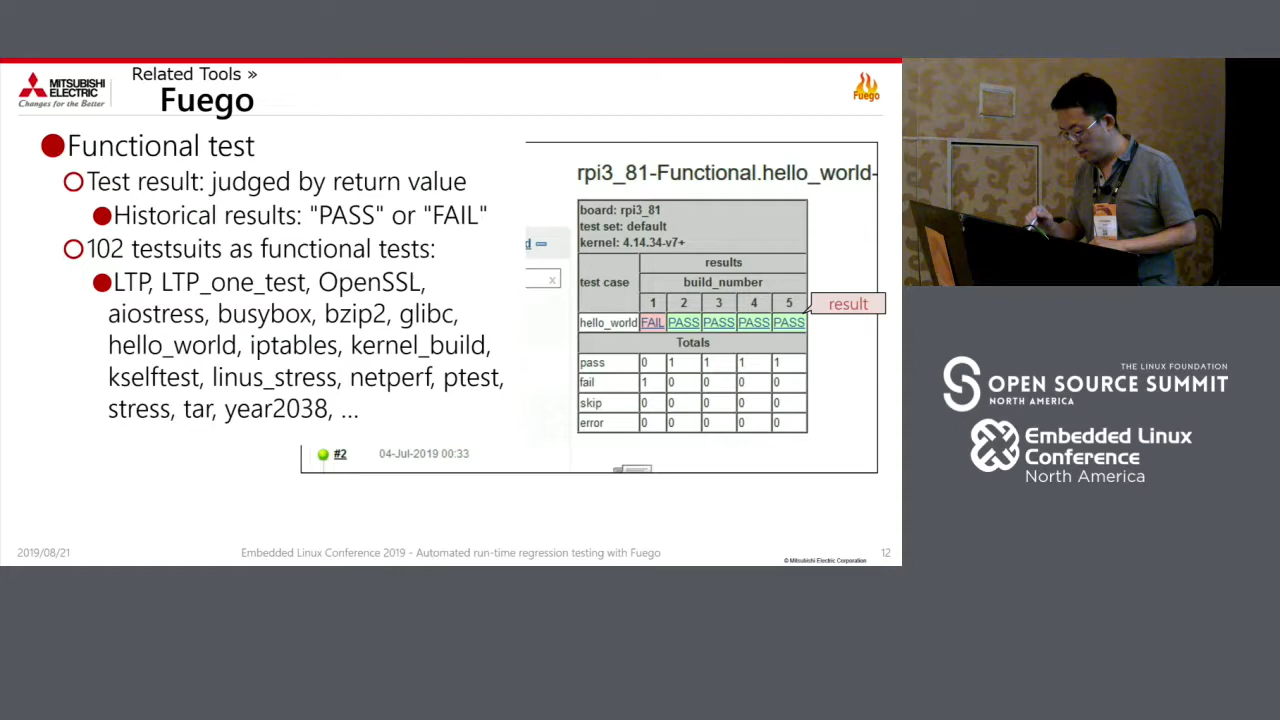 MITSUBISHI
ELECTRIC
Changes for the Better
Related Tools »
Fuego
Fuego
Functional test
Test result: judged by return value
Historical results: "PASS" or "FAIL"
102 testsuits as functional tests:
LTP, LTP_one_test, OpenSSL,
aiostress, busybox, bzip2, glibc,
hello_world, iptables, kernel_build,
kselftest, linus_stress, netperf, ptest,
stress, tar, year2038, ...
rpi3_81-Functional.hello_world-
board: rpi3_81
test set: default
kernel: 4.14.34-v7+
results
test case build_number
1 2 3 4 5
hello_world FAIL PASS PASS PASS PASS
Totals
pass 0 1 1 1 1
fail 1 0 0 0 0
skip 0 0 0 0 0
error 0 0 0 0 0
result
d
x
#2 04-Jul-2019 00:33
2019/08/21 Embedded Linux Conference 2019 - Automated run-time regression testing with Fuego 12
© Mitsubishi Electric Corporation
THE LINUX FOUNDATION
OPEN SOURCE SUMMIT
NORTH AMERICA
Embedded Linux
Conference
North America